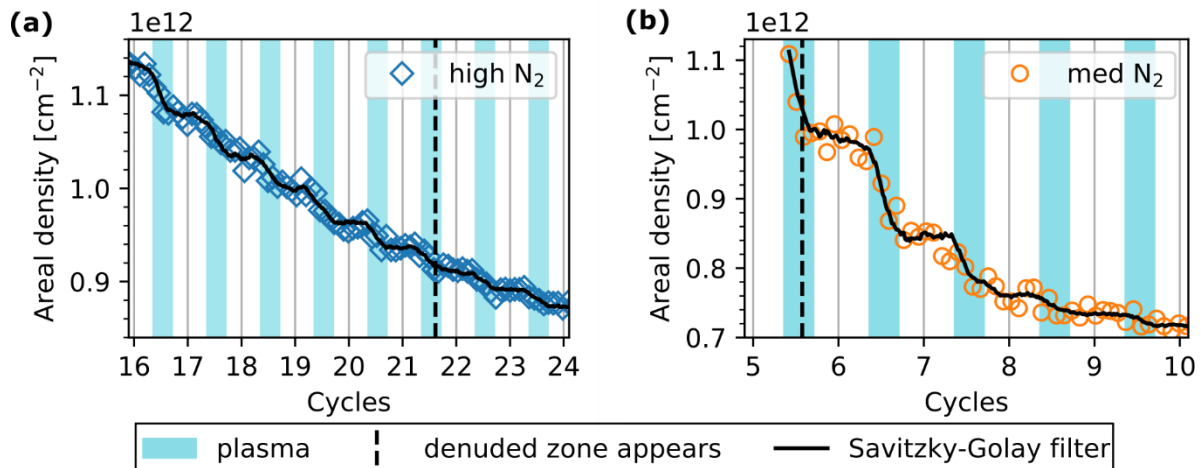 (a)
1e12
Areal density [cm⁻²]
1.1
1.0
0.9
high N₂
16 17 18 19 20 21 22 23 24
Cycles
(b)
1e12
Areal density [cm⁻²]
1.1
1.0
0.9
0.8
0.7
med N₂
5 6 7 8 9 10
Cycles
plasma denuded zone appears Savitzky-Golay filter